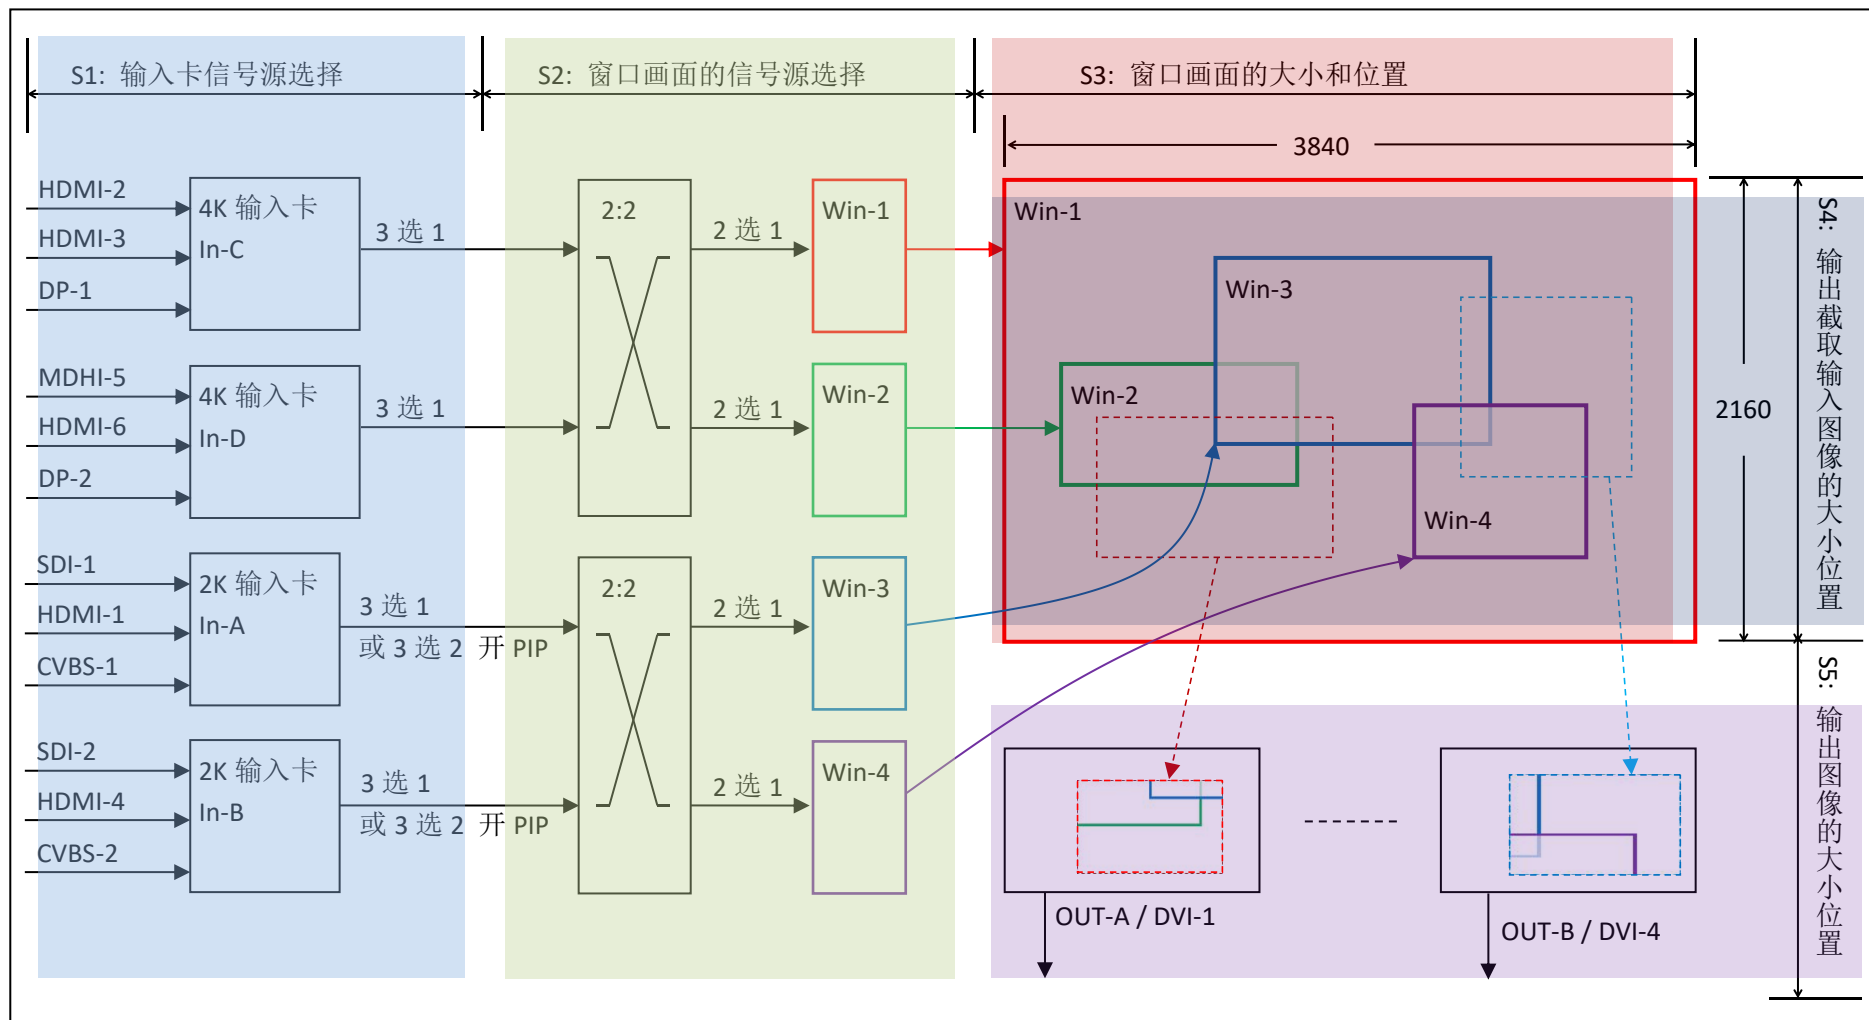 S1: 输入卡信号源选择
S2: 窗口画面的信号源选择
S3: 窗口画面的大小和位置
3840
HDMI-2
HDMI-3
DP-1
4K 输入卡
In-C
3 选 1
MDHI-5
HDMI-6
DP-2
4K 输入卡
In-D
3 选 1
SDI-1
HDMI-1
CVBS-1
2K 输入卡
In-A
3 选 1
或 3 选 2 开 PIP
SDI-2
HDMI-4
CVBS-2
2K 输入卡
In-B
3 选 1
或 3 选 2 开 PIP
2:2
2 选 1
2 选 1
Win-1
Win-2
2:2
2 选 1
2 选 1
Win-3
Win-4
Win-1
Win-3
Win-2
Win-4
2160
S4: 输出截取输入图像的大小位置
S5: 输出图像的大小位置
OUT-A / DVI-1
OUT-B / DVI-4